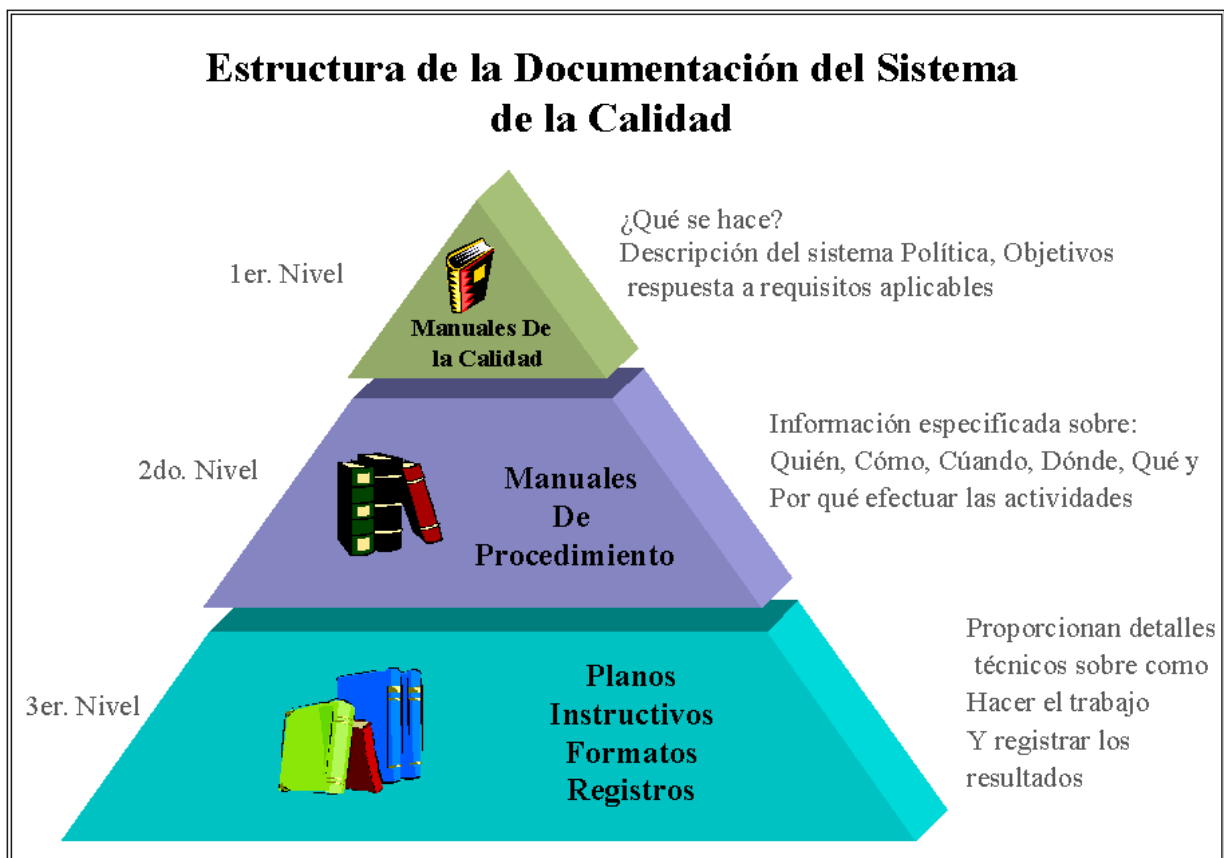 Estructura de la Documentación del Sistema
de la Calidad
1er. Nivel
Manuales De
la Calidad
¿Qué se hace?
Descripción del sistema Política, Objetivos
respuesta a requisitos aplicables
2do. Nivel
Manuales
De
Procedimiento
Información especificada sobre:
Quién, Cómo, Cúando, Dónde, Qué y
Por qué efectuar las actividades
3er. Nivel
Planos
Instructivos
Formatos
Registros
Proporcionan detalles
técnicos sobre como
Hacer el trabajo
Y registrar los
resultados